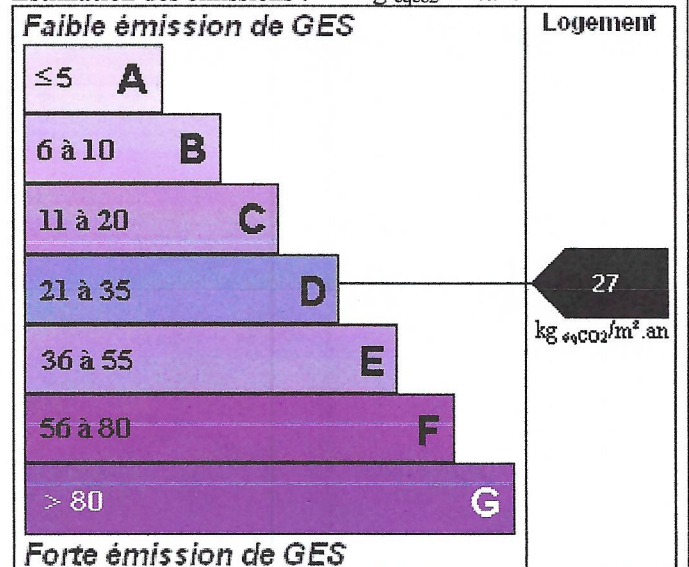 Faible émission de GES
Logement
≤5 A
6 à 10 B
11 à 20 C
21 à 35 D
27
kg éqCO2/m².an
36 à 55 E
56 à 80 F
> 80 G
Forte émission de GES